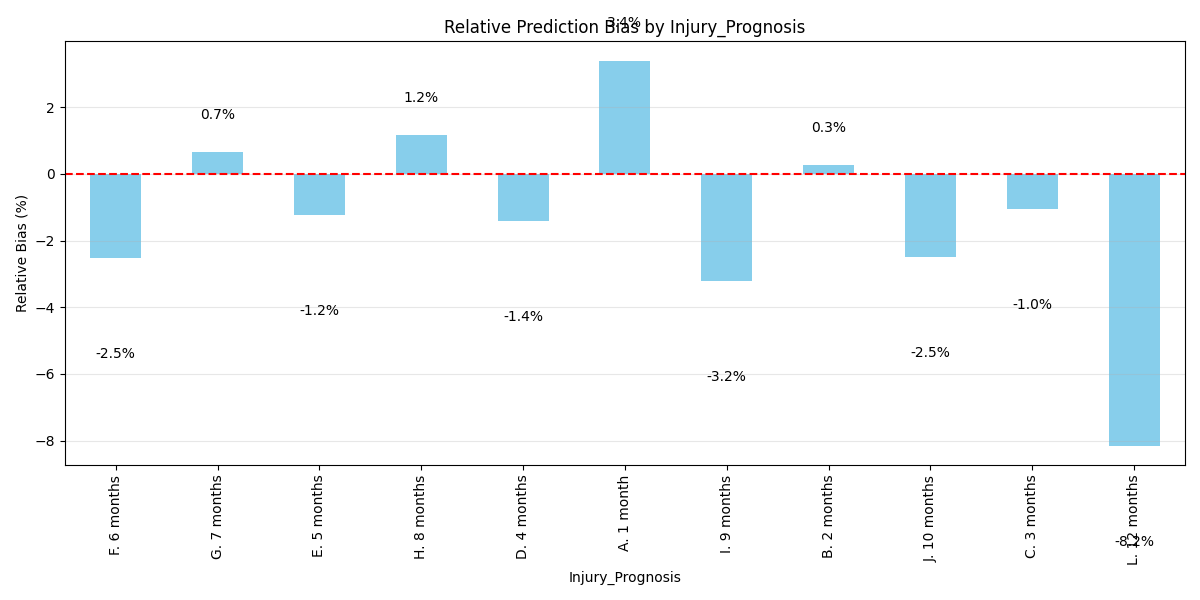 3.4%
Relative Prediction Bias by Injury_Prognosis
Relative Bias (%)
2
0
−2
−4
−6
−8
-2.5%
0.7%
-1.2%
1.2%
-1.4%
-3.2%
0.3%
-2.5%
-1.0%
-8.2%
F. 6 months
G. 7 months
E. 5 months
H. 8 months
D. 4 months
A. 1 month
I. 9 months
B. 2 months
J. 10 months
C. 3 months
L. 12 months
Injury_Prognosis